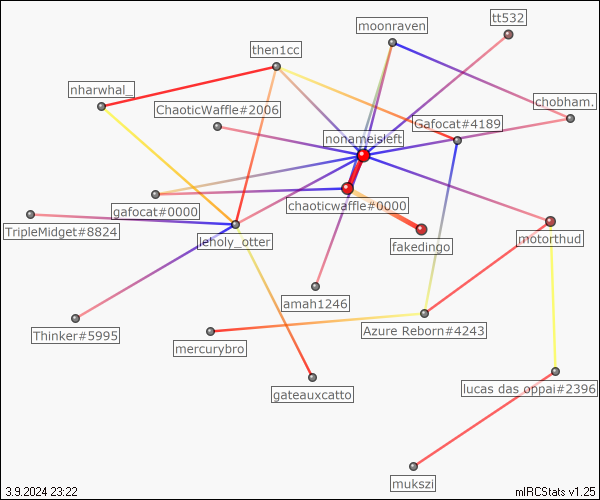 tt532
moonraven
then1cc
nharwhal_
ChaoticWaffle#2006
chobham.
Gafocat#4189
nonameisleft
chaoticwaffle#0000
gafocat#0000
TripleMidget#8824
leholy_otter
fakedingo
motorthud
amah1246
Thinker#5995
Azure Reborn#4243
mercurybro
gateauxcatto
lucas das oppai#2396
mukszi
3.9.2024 23:22
mIRCStats v1.25